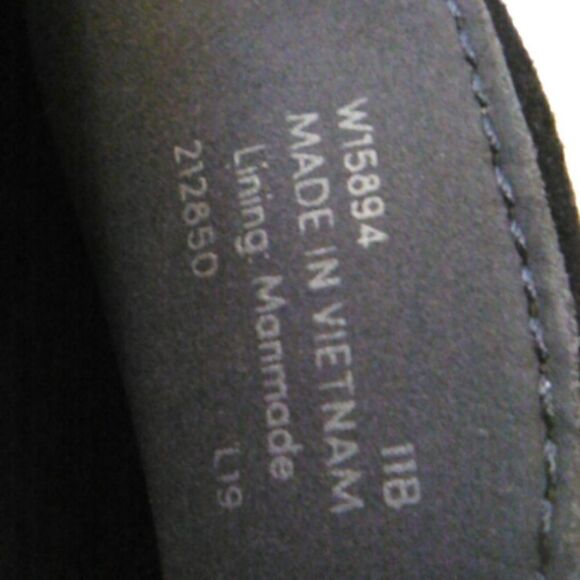 W15894 11B
MADE IN VIETNAM
Lining: Manmade
212850 L19